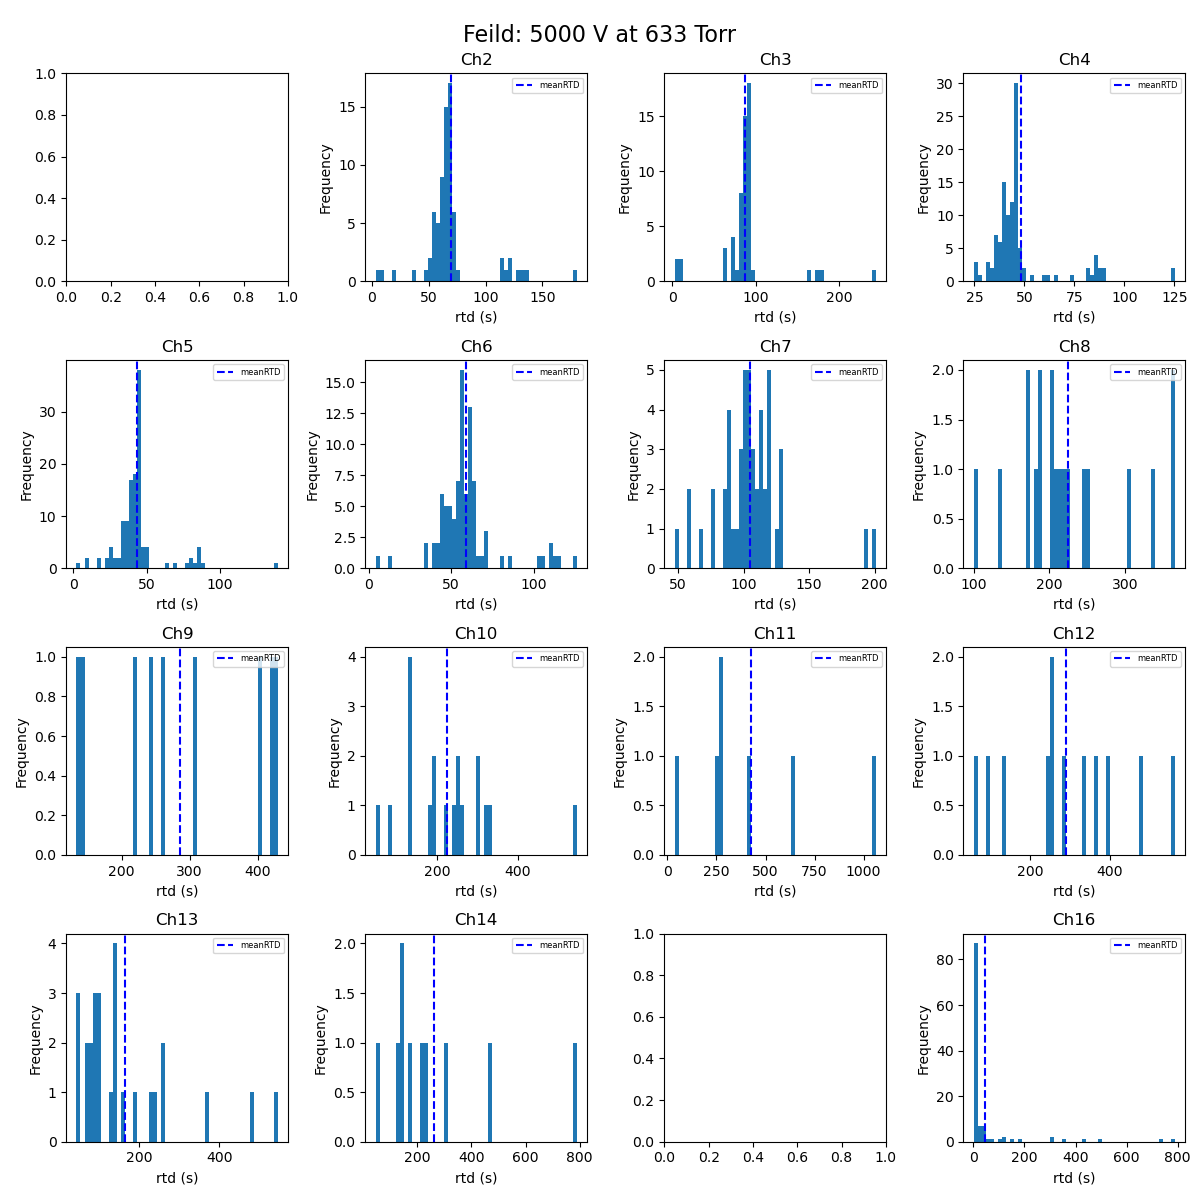 Feild: 5000 V at 633 Torr
Ch2
Ch3
Ch4
1.0
0.8
0.6
0.4
0.2
0.0
0.0 0.2 0.4 0.6 0.8 1.0
Frequency
15
10
5
0
0 50 100 150
rtd (s)
meanRTD
Frequency
15
10
5
0
0 100 200
rtd (s)
meanRTD
Frequency
30
25
20
15
10
5
0
25 50 75 100 125
rtd (s)
meanRTD
Ch5
Frequency
30
20
10
0
0 50 100
rtd (s)
meanRTD
Ch6
Frequency
15.0
12.5
10.0
7.5
5.0
2.5
0.0
0 50 100
rtd (s)
meanRTD
Ch7
Frequency
5
4
3
2
1
0
50 100 150 200
rtd (s)
meanRTD
Ch8
Frequency
2.0
1.5
1.0
0.5
0.0
100 200 300
rtd (s)
meanRTD
Ch9
Frequency
1.0
0.8
0.6
0.4
0.2
0.0
200 300 400
rtd (s)
meanRTD
Ch10
Frequency
4
3
2
1
0
200 400
rtd (s)
meanRTD
Ch11
Frequency
2.0
1.5
1.0
0.5
0.0
0 250 500 750 1000
rtd (s)
meanRTD
Ch12
Frequency
2.0
1.5
1.0
0.5
0.0
200 400
rtd (s)
meanRTD
Ch13
Frequency
4
3
2
1
0
200 400
rtd (s)
meanRTD
Ch14
Frequency
2.0
1.5
1.0
0.5
0.0
200 400 600 800
rtd (s)
meanRTD
1.0
0.8
0.6
0.4
0.2
0.0
0.0 0.2 0.4 0.6 0.8 1.0
Ch16
Frequency
80
60
40
20
0
0 200 400 600 800
rtd (s)
meanRTD